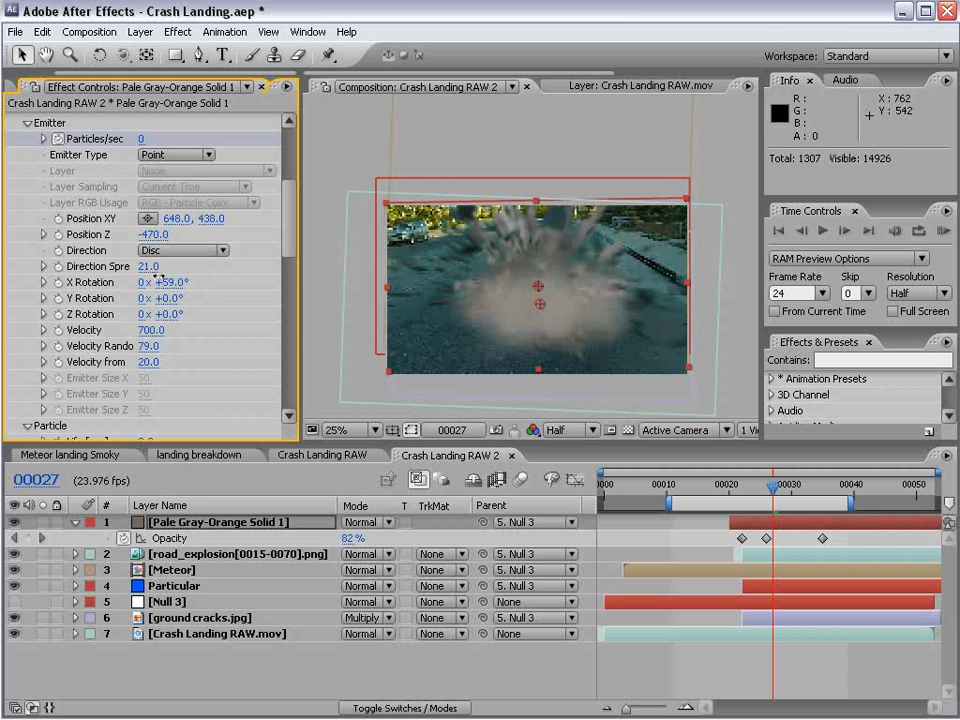 Adobe After Effects - Crash Landing.aep *
File Edit Composition Layer Effect Animation View Window Help
Workspace: Standard
Effect Controls: Pale Gray-Orange Solid 1
Crash Landing RAW 2 * Pale Gray-Orange Solid 1
Emitter
Particles/sec 0
Emitter Type Point
Layer None
Layer Sampling Current Time
Layer RGB Usage RGB - Particle Color
Position XY 648.0, 438.0
Position Z -470.0
Direction Disc
Direction Spre 21.0
X Rotation 0 x +59.0°
Y Rotation 0 x +0.0°
Z Rotation 0 x +0.0°
Velocity 700.0
Velocity Rando 79.0
Velocity from 20.0
Emitter Size X 50
Emitter Size Y 50
Emitter Size Z 50
Particle
Composition: Crash Landing RAW 2
Layer: Crash Landing RAW.mov
25% 00027 Half Active Camera 1 Vi
Info Audio
R :
G :
B :
A : 0
X : 762
Y : 542
Total: 1307 Visible: 14926
Time Controls
RAM Preview Options
Frame Rate Skip Resolution
24 0 Half
From Current Time Full Screen
Effects & Presets
Contains:
* Animation Presets
3D Channel
Audio
Meteor landing Smoky landing breakdown Crash Landing RAW Crash Landing RAW 2
00027 (23.976 fps)
0000 00010 00020 00030 00040 00050
# Layer Name Mode T TrkMat Parent
1 [Pale Gray-Orange Solid 1] Normal 5. Null 3
Opacity 82 %
2 [road_explosion[0015-0070].png] Normal None 5. Null 3
3 [Meteor] Normal None 5. Null 3
4 Particular Normal None 5. Null 3
5 [Null 3] Normal None None
6 [ground cracks.jpg] Multiply None 5. Null 3
7 [Crash Landing RAW.mov] Normal None None
Toggle Switches / Modes